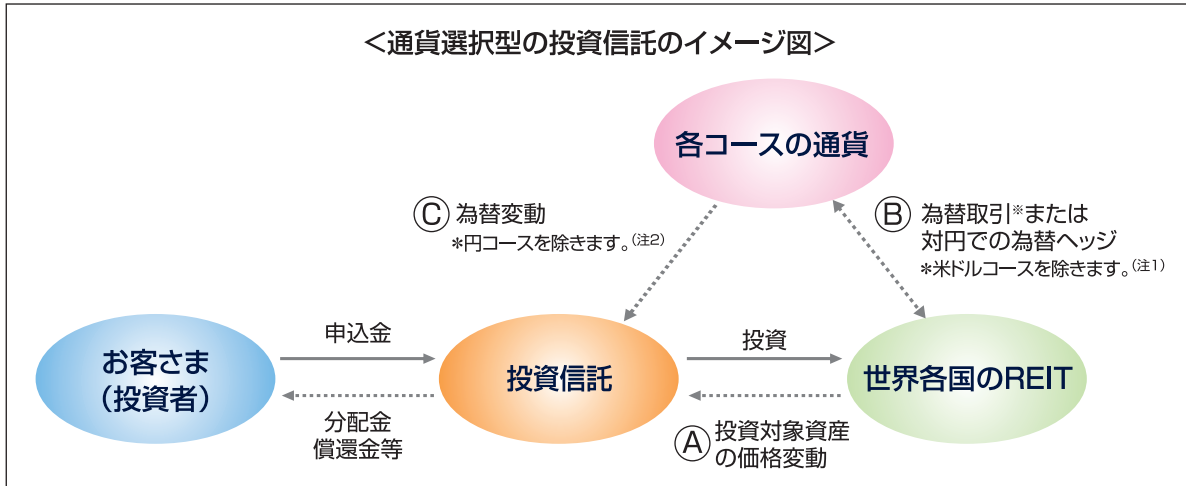 ＜通貨選択型の投資信託のイメージ図＞
各コースの通貨
Ⓒ 為替変動
＊円コースを除きます。(注2)
Ⓑ 為替取引※または
対円での為替ヘッジ
＊米ドルコースを除きます。(注1)
お客さま
（投資者）
申込金
分配金
償還金等
投資信託
投資
Ⓐ 投資対象資産
の価格変動
世界各国のREIT